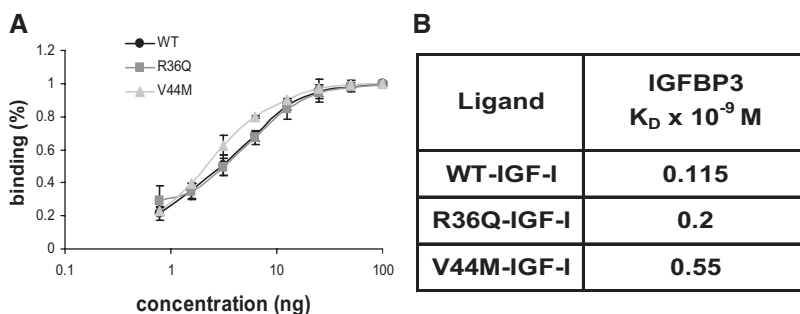 A
WT
R36Q
V44M
binding (%)
1.2
1
0.8
0.6
0.4
0.2
0
0.1
1
10
100
concentration (ng)
B
Ligand
IGFBP3
K_D x 10^-9 M
WT-IGF-I
0.115
R36Q-IGF-I
0.2
V44M-IGF-I
0.55